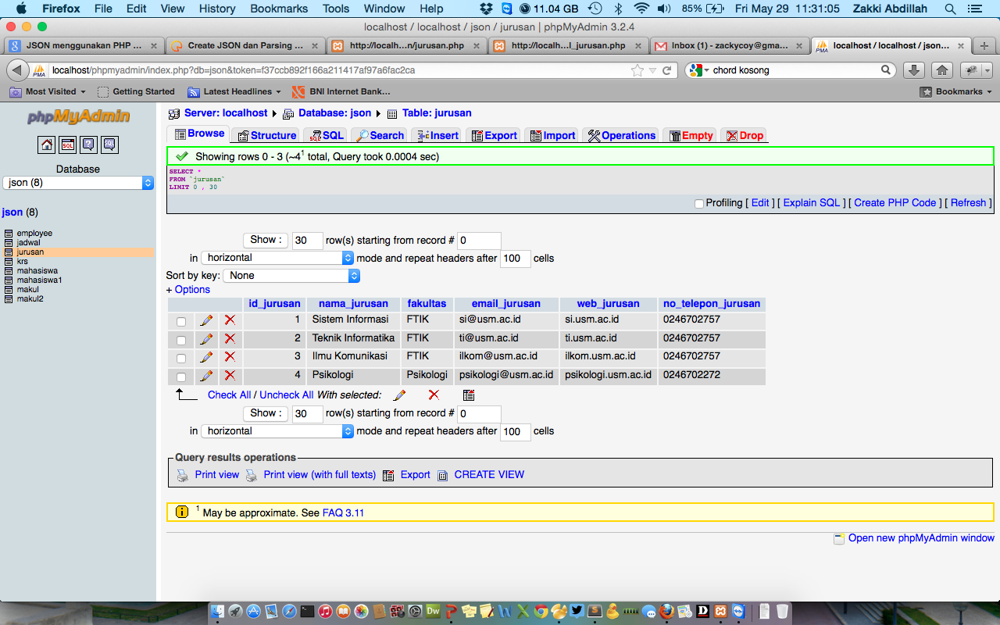 Firefox File Edit View History Bookmarks Tools Window Help 11.04 GB 85% Fri May 29 11:31:05 Zakki Abdillah
localhost / localhost / json / jurusan | phpMyAdmin 3.2.4
JSON menggunakan PHP ... Create JSON dan Parsing ... http://localh...n/jurusan.php http://localh...l_jurusan.php Inbox (1) - zackycoy@gma... localhost / localhost / json...
localhost/phpmyadmin/index.php?db=json&token=f37ccb892f166a211417af97a6fac2ca chord kosong
Most Visited Getting Started Latest Headlines BNI Internet Bank... Bookmarks
phpMyAdmin
SQL
Database
json (8)
json (8)
employee
jadwal
jurusan
krs
mahasiswa
mahasiswa1
makul
makul2
Server: localhost Database: json Table: jurusan
Browse Structure SQL Search Insert Export Import Operations Empty Drop
Showing rows 0 - 3 (~4¹ total, Query took 0.0004 sec)
SELECT *
FROM `jurusan`
LIMIT 0 , 30
Profiling [ Edit ] [ Explain SQL ] [ Create PHP Code ] [ Refresh ]
Show : 30 row(s) starting from record # 0
in horizontal mode and repeat headers after 100 cells
Sort by key: None
+ Options
id_jurusan nama_jurusan fakultas email_jurusan web_jurusan no_telepon_jurusan
1 Sistem Informasi FTIK si@usm.ac.id si.usm.ac.id 0246702757
2 Teknik Informatika FTIK ti@usm.ac.id ti.usm.ac.id 0246702757
3 Ilmu Komunikasi FTIK ilkom@usm.ac.id ilkom.usm.ac.id 0246702757
4 Psikologi Psikologi psikologi@usm.ac.id psikologi.usm.ac.id 0246702272
Check All / Uncheck All With selected:
Show : 30 row(s) starting from record # 0
in horizontal mode and repeat headers after 100 cells
Query results operations
Print view Print view (with full texts) Export CREATE VIEW
¹ May be approximate. See FAQ 3.11
Open new phpMyAdmin window
Dw